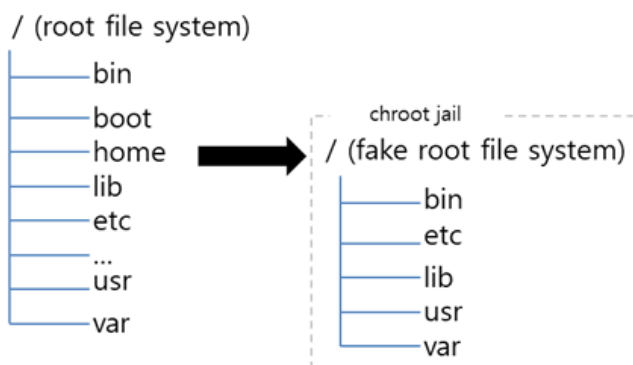 / (root file system)
bin
boot
home
lib
etc
...
usr
var
chroot jail
/ (fake root file system)
bin
etc
lib
usr
var